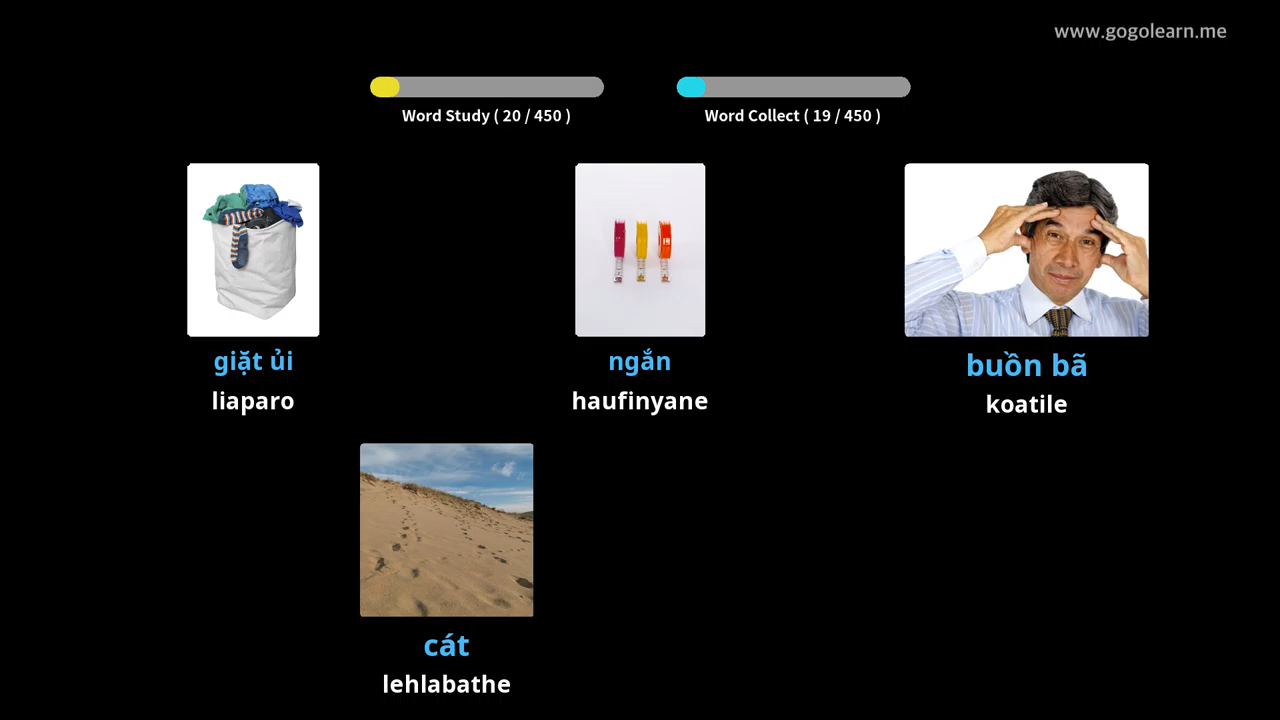 www.gogolearn.me
Word Study ( 20 / 450 )
Word Collect ( 19 / 450 )
giặt ủi
liaparo
ngắn
haufinyane
buồn bã
koatile
cát
lehlabathe